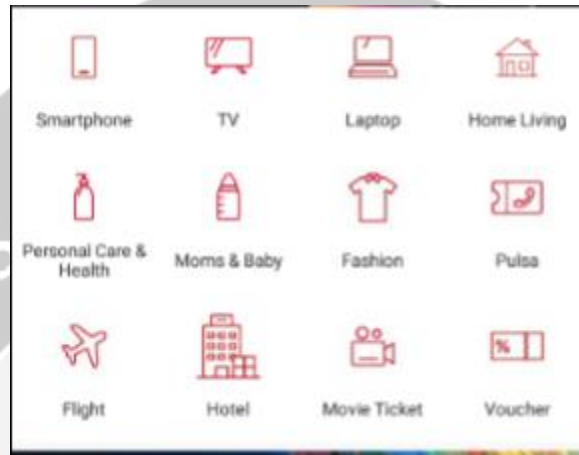 Smartphone
TV
Laptop
Home Living
Personal Care &
Health
Moms & Baby
Fashion
Pulsa
Flight
Hotel
Movie Ticket
Voucher